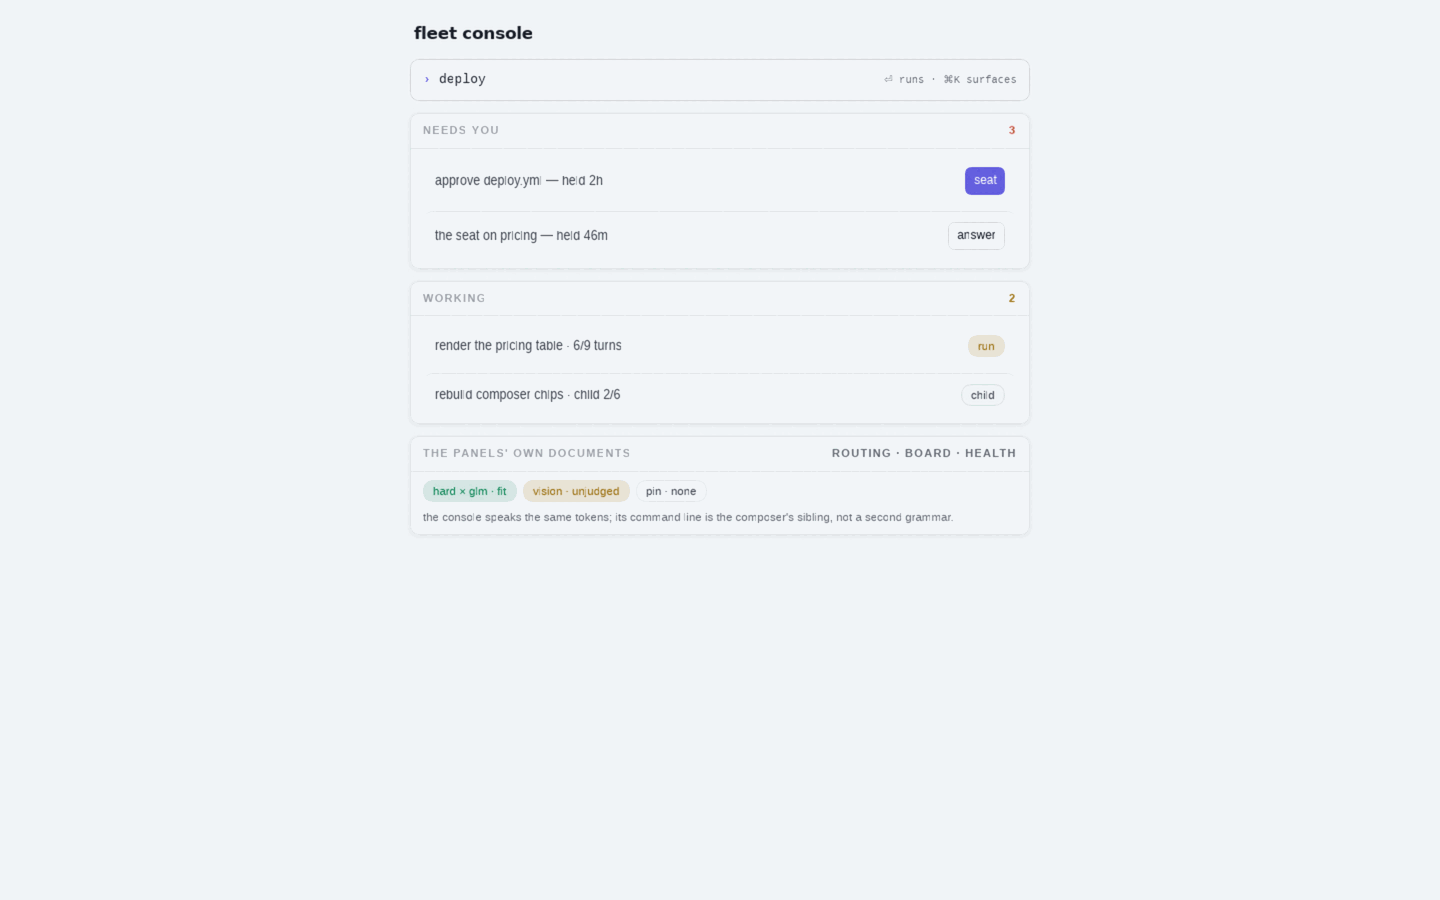 fleet console
› deploy ⏎ runs · ⌘K surfaces
NEEDS YOU 3
approve deploy.yml — held 2h seat
the seat on pricing — held 46m answer
WORKING 2
render the pricing table · 6/9 turns run
rebuild composer chips · child 2/6 child
THE PANELS' OWN DOCUMENTS ROUTING · BOARD · HEALTH
hard × glm · fit vision · unjudged pin · none
the console speaks the same tokens; its command line is the composer's sibling, not a second grammar.